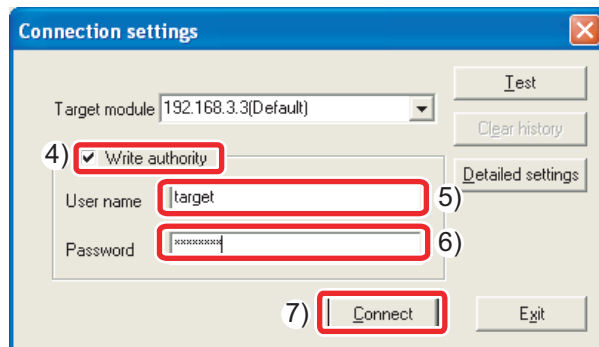 Connection settings
Test
Target module 192.168.3.3(Default)
Clear history
4) Write authority
Detailed settings
User name target 5)
Password xxxxxxxx 6)
7) Connect
Exit